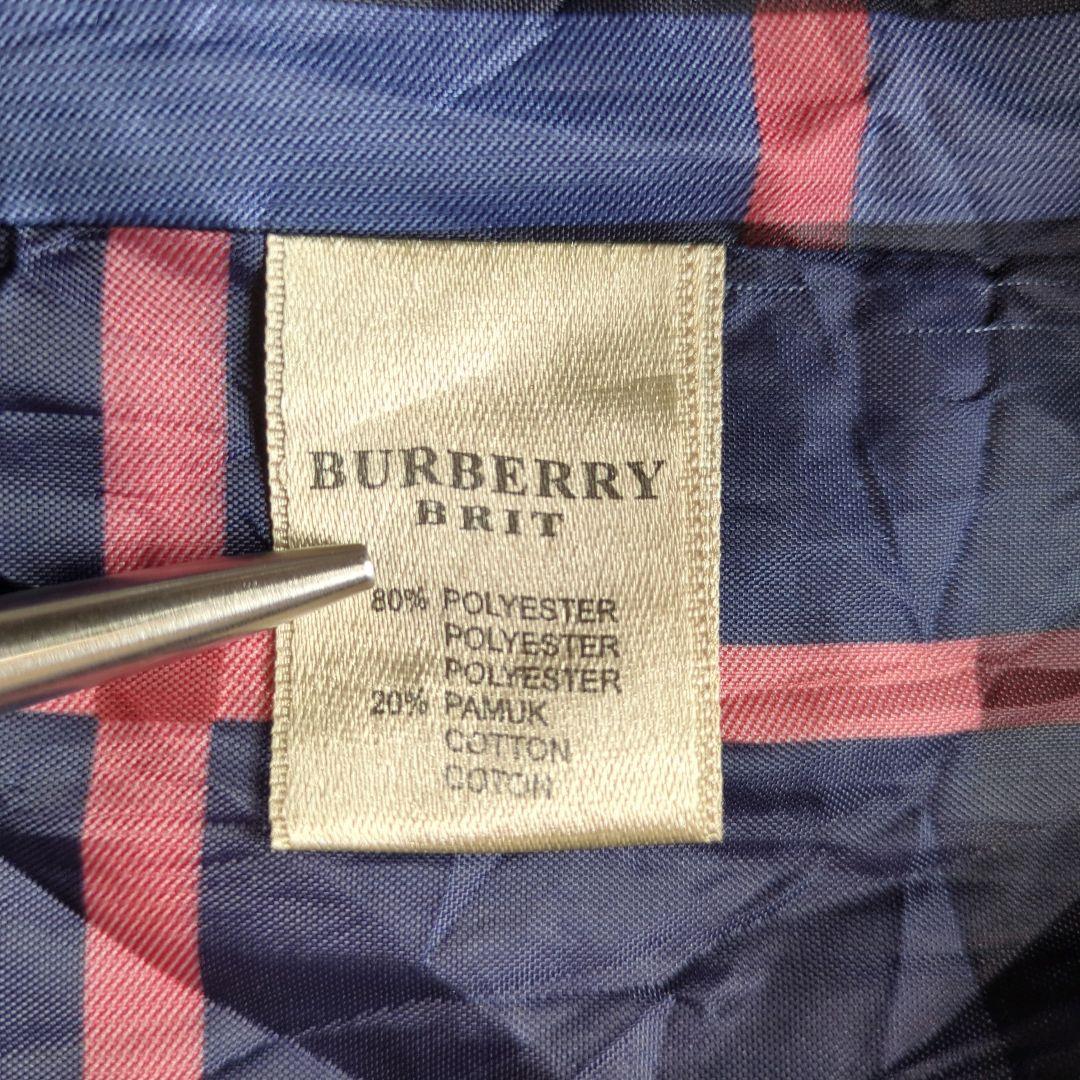 BURBERRY
BRIT
80% POLYESTER
POLYESTER
POLYESTER
20% PAMUK
COTTON
COTON